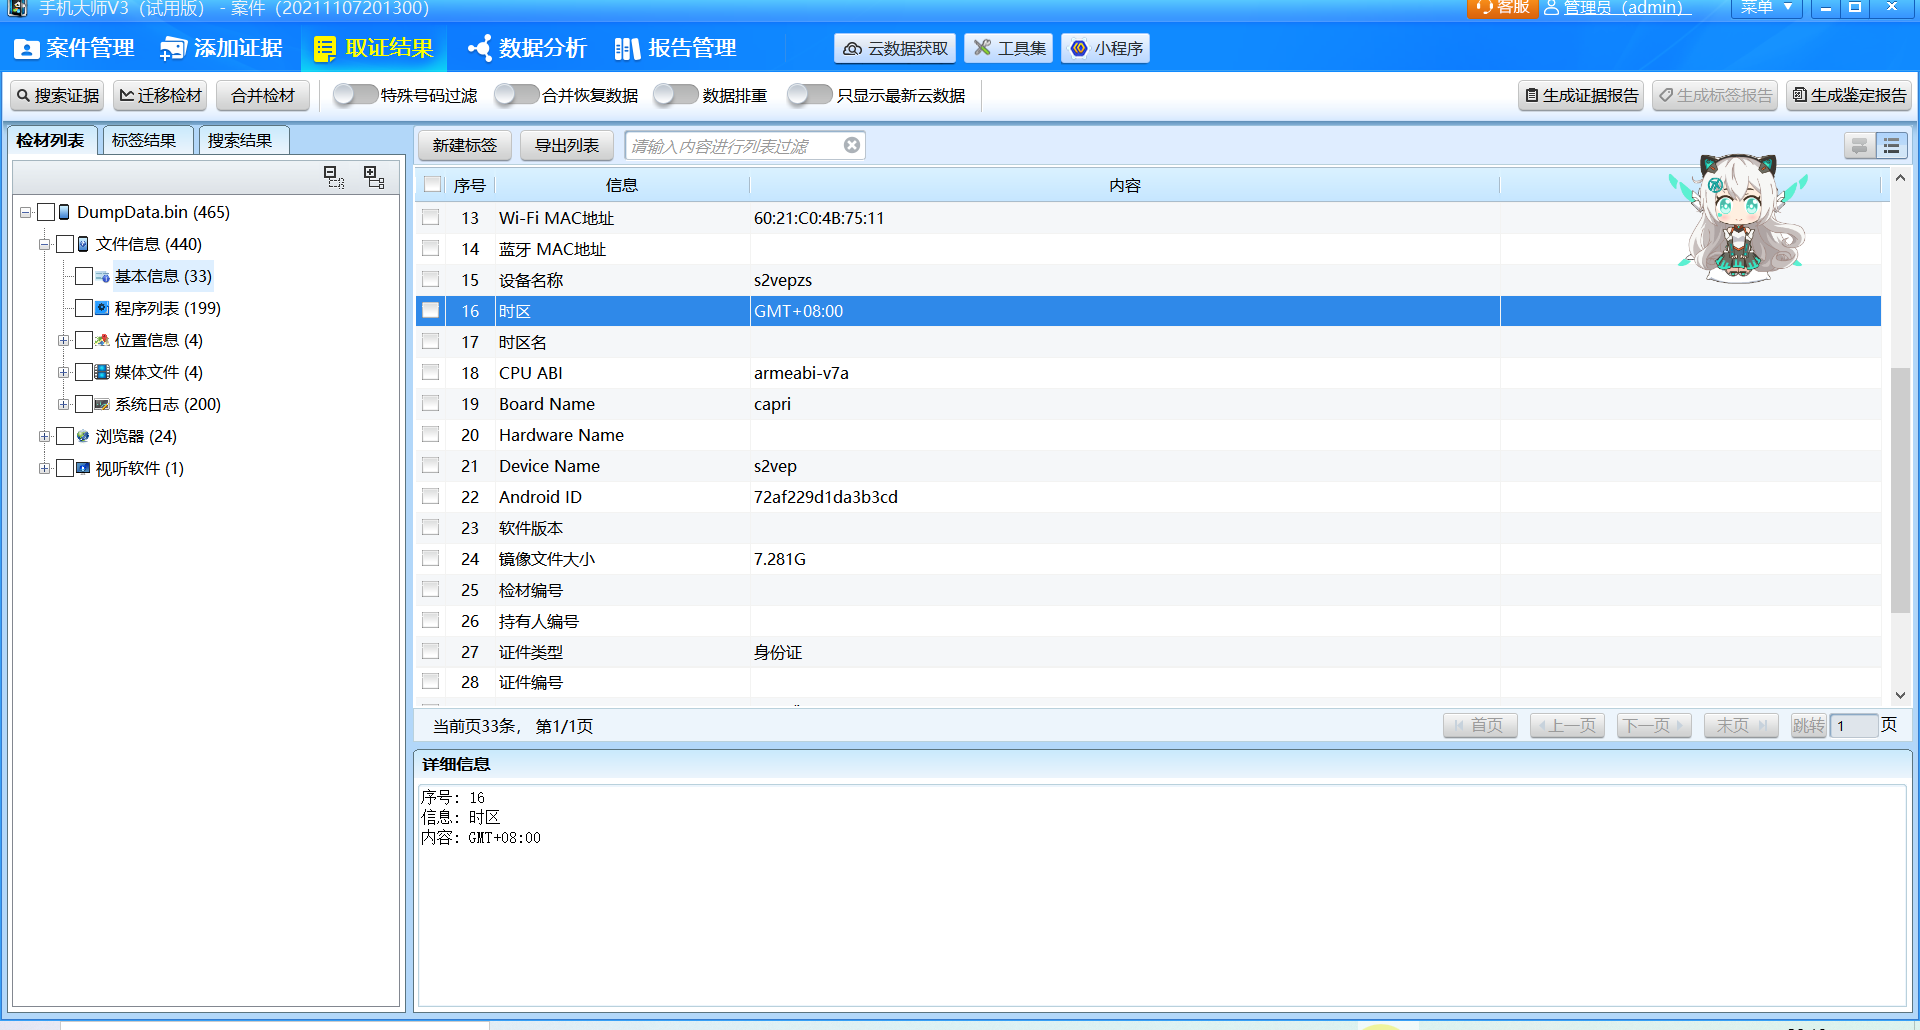 手机大师V3（试用版） - 案件（20211107201300） 客服 管理员（admin） 菜单
案件管理 添加证据 取证结果 数据分析 报告管理 云数据获取 工具集 小程序
搜索证据 迁移检材 合并检材 特殊号码过滤 合并恢复数据 数据排重 只显示最新云数据 生成证据报告 生成标签报告 生成鉴定报告
检材列表 标签结果 搜索结果
DumpData.bin (465)
文件信息 (440)
基本信息 (33)
程序列表 (199)
位置信息 (4)
媒体文件 (4)
系统日志 (200)
浏览器 (24)
视听软件 (1)
新建标签 导出列表 请输入内容进行列表过滤
序号 信息 内容
13 Wi-Fi MAC地址 60:21:C0:4B:75:11
14 蓝牙 MAC地址
15 设备名称 s2vepzs
16 时区 GMT+08:00
17 时区名
18 CPU ABI armeabi-v7a
19 Board Name capri
20 Hardware Name
21 Device Name s2vep
22 Android ID 72af229d1da3b3cd
23 软件版本
24 镜像文件大小 7.281G
25 检材编号
26 持有人编号
27 证件类型 身份证
28 证件编号
当前页33条， 第1/1页 首页 上一页 下一页 末页 跳转 1 页
详细信息
序号: 16
信息: 时区
内容: GMT+08:00